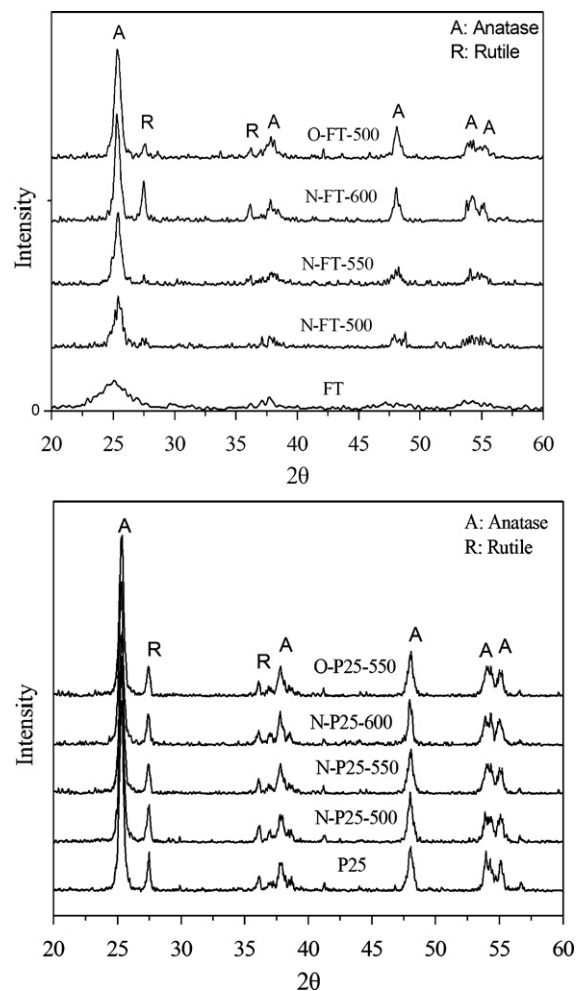 A: Anatase
R: Rutile
A
R
R
A
A
A
A
O-FT-500
N-FT-600
N-FT-550
N-FT-500
FT
Intensity
0
20 25 30 35 40 45 50 55 60
2θ
A: Anatase
R: Rutile
A
R
R
A
A
A
A
O-P25-550
N-P25-600
N-P25-550
N-P25-500
P25
Intensity
20 25 30 35 40 45 50 55 60
2θ